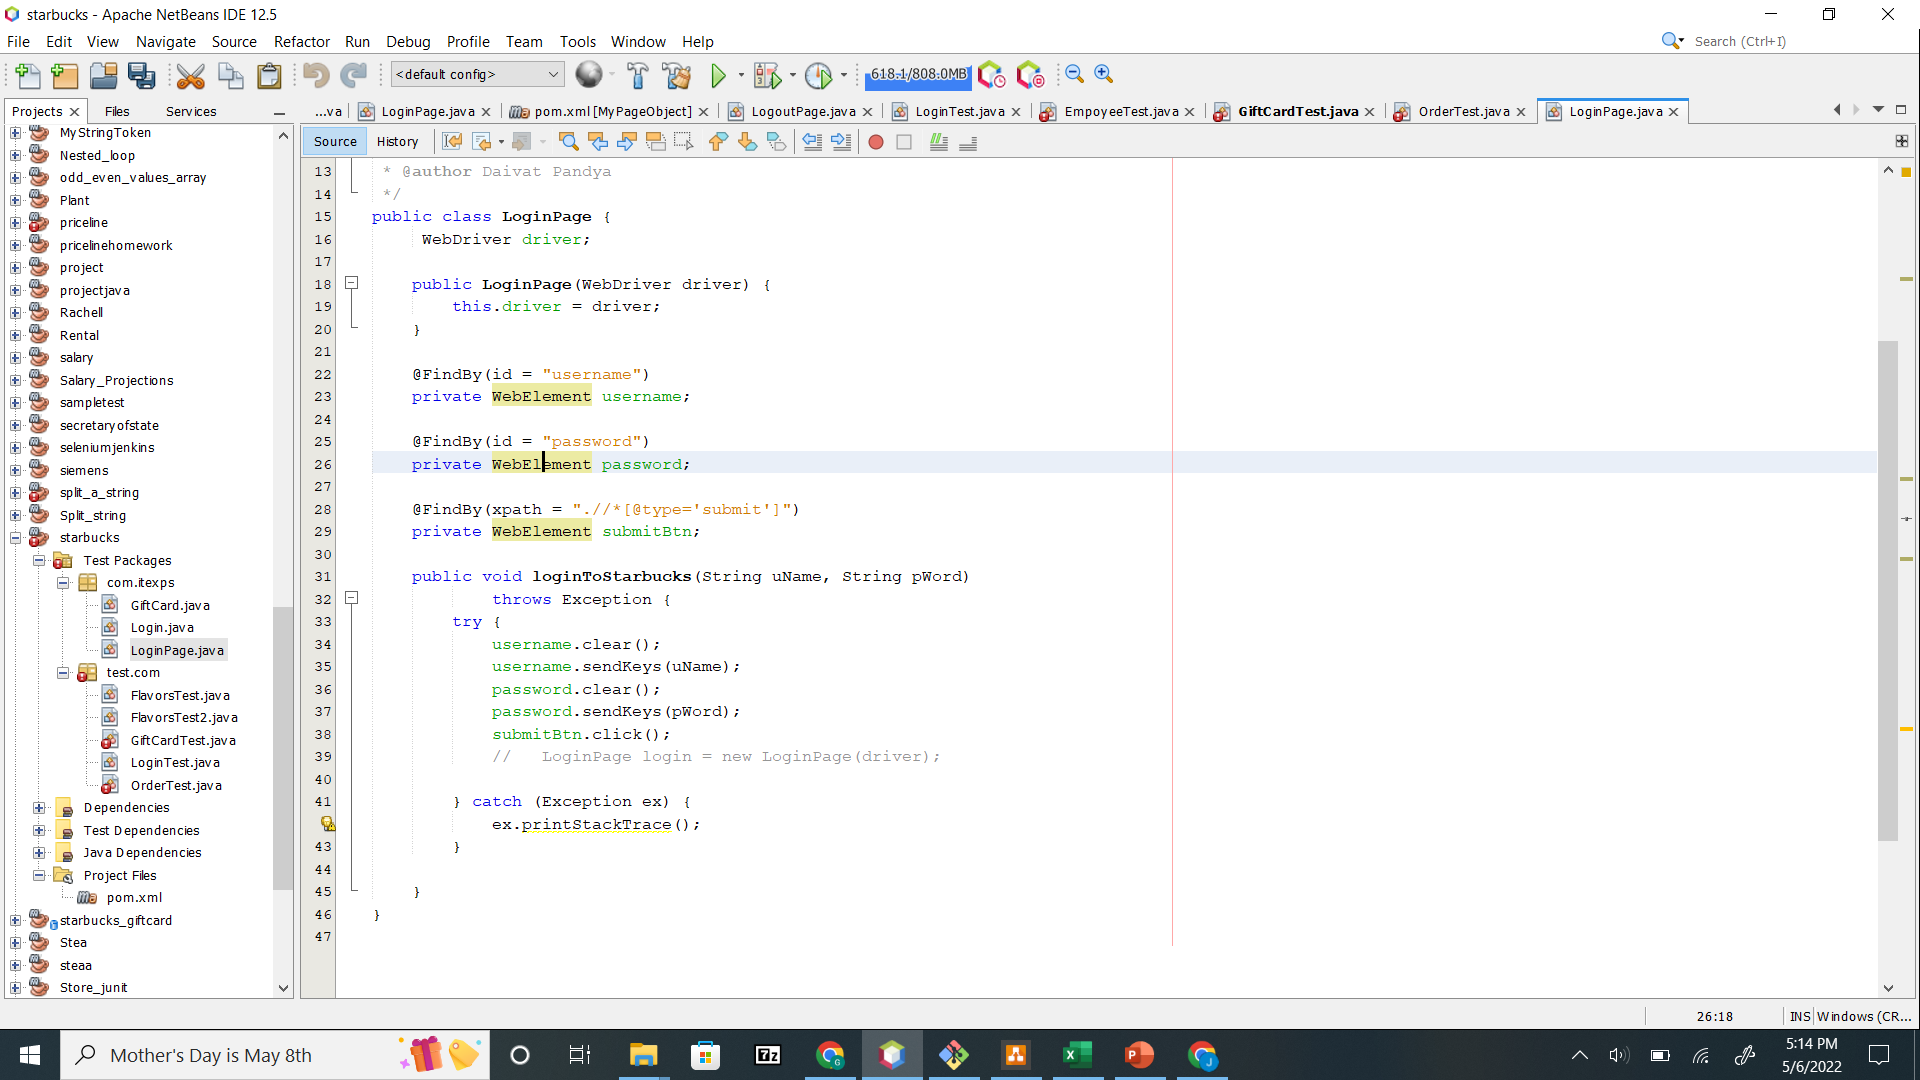 starbucks - Apache NetBeans IDE 12.5
File Edit View Navigate Source Refactor Run Debug Profile Team Tools Window Help
Search (Ctrl+I)
<default config>
618.1/808.0MB
Projects Files Services
...va LoginPage.java pom.xml [MyPageObject] LogoutPage.java LoginTest.java EmpoyeeTest.java GiftCardTest.java OrderTest.java LoginPage.java
Source History
MyStringToken
Nested_loop
odd_even_values_array
Plant
priceline
pricelinehomework
project
projectjava
Rachell
Rental
salary
Salary_Projections
sampletest
secretaryofstate
seleniumjenkins
siemens
split_a_string
Split_string
starbucks
Test Packages
com.itexps
GiftCard.java
Login.java
LoginPage.java
test.com
FlavorsTest.java
FlavorsTest2.java
GiftCardTest.java
LoginTest.java
OrderTest.java
Dependencies
Test Dependencies
Java Dependencies
Project Files
pom.xml
starbucks_giftcard
Stea
steaa
Store_junit
13 * @author Daivat Pandya
14 */
15 public class LoginPage {
16 WebDriver driver;
17
18 public LoginPage(WebDriver driver) {
19 this.driver = driver;
20 }
21
22 @FindBy(id = "username")
23 private WebElement username;
24
25 @FindBy(id = "password")
26 private WebElement password;
27
28 @FindBy(xpath = ".//*[@type='submit']")
29 private WebElement submitBtn;
30
31 public void loginToStarbucks(String uName, String pWord)
32 throws Exception {
33 try {
34 username.clear();
35 username.sendKeys(uName);
36 password.clear();
37 password.sendKeys(pWord);
38 submitBtn.click();
39 // LoginPage login = new LoginPage(driver);
40
41 } catch (Exception ex) {
ex.printStackTrace();
43 }
44
45 }
46 }
47
26:18 INS Windows (CR...
Mother's Day is May 8th
7z
G
X
P
J
5:14 PM
5/6/2022